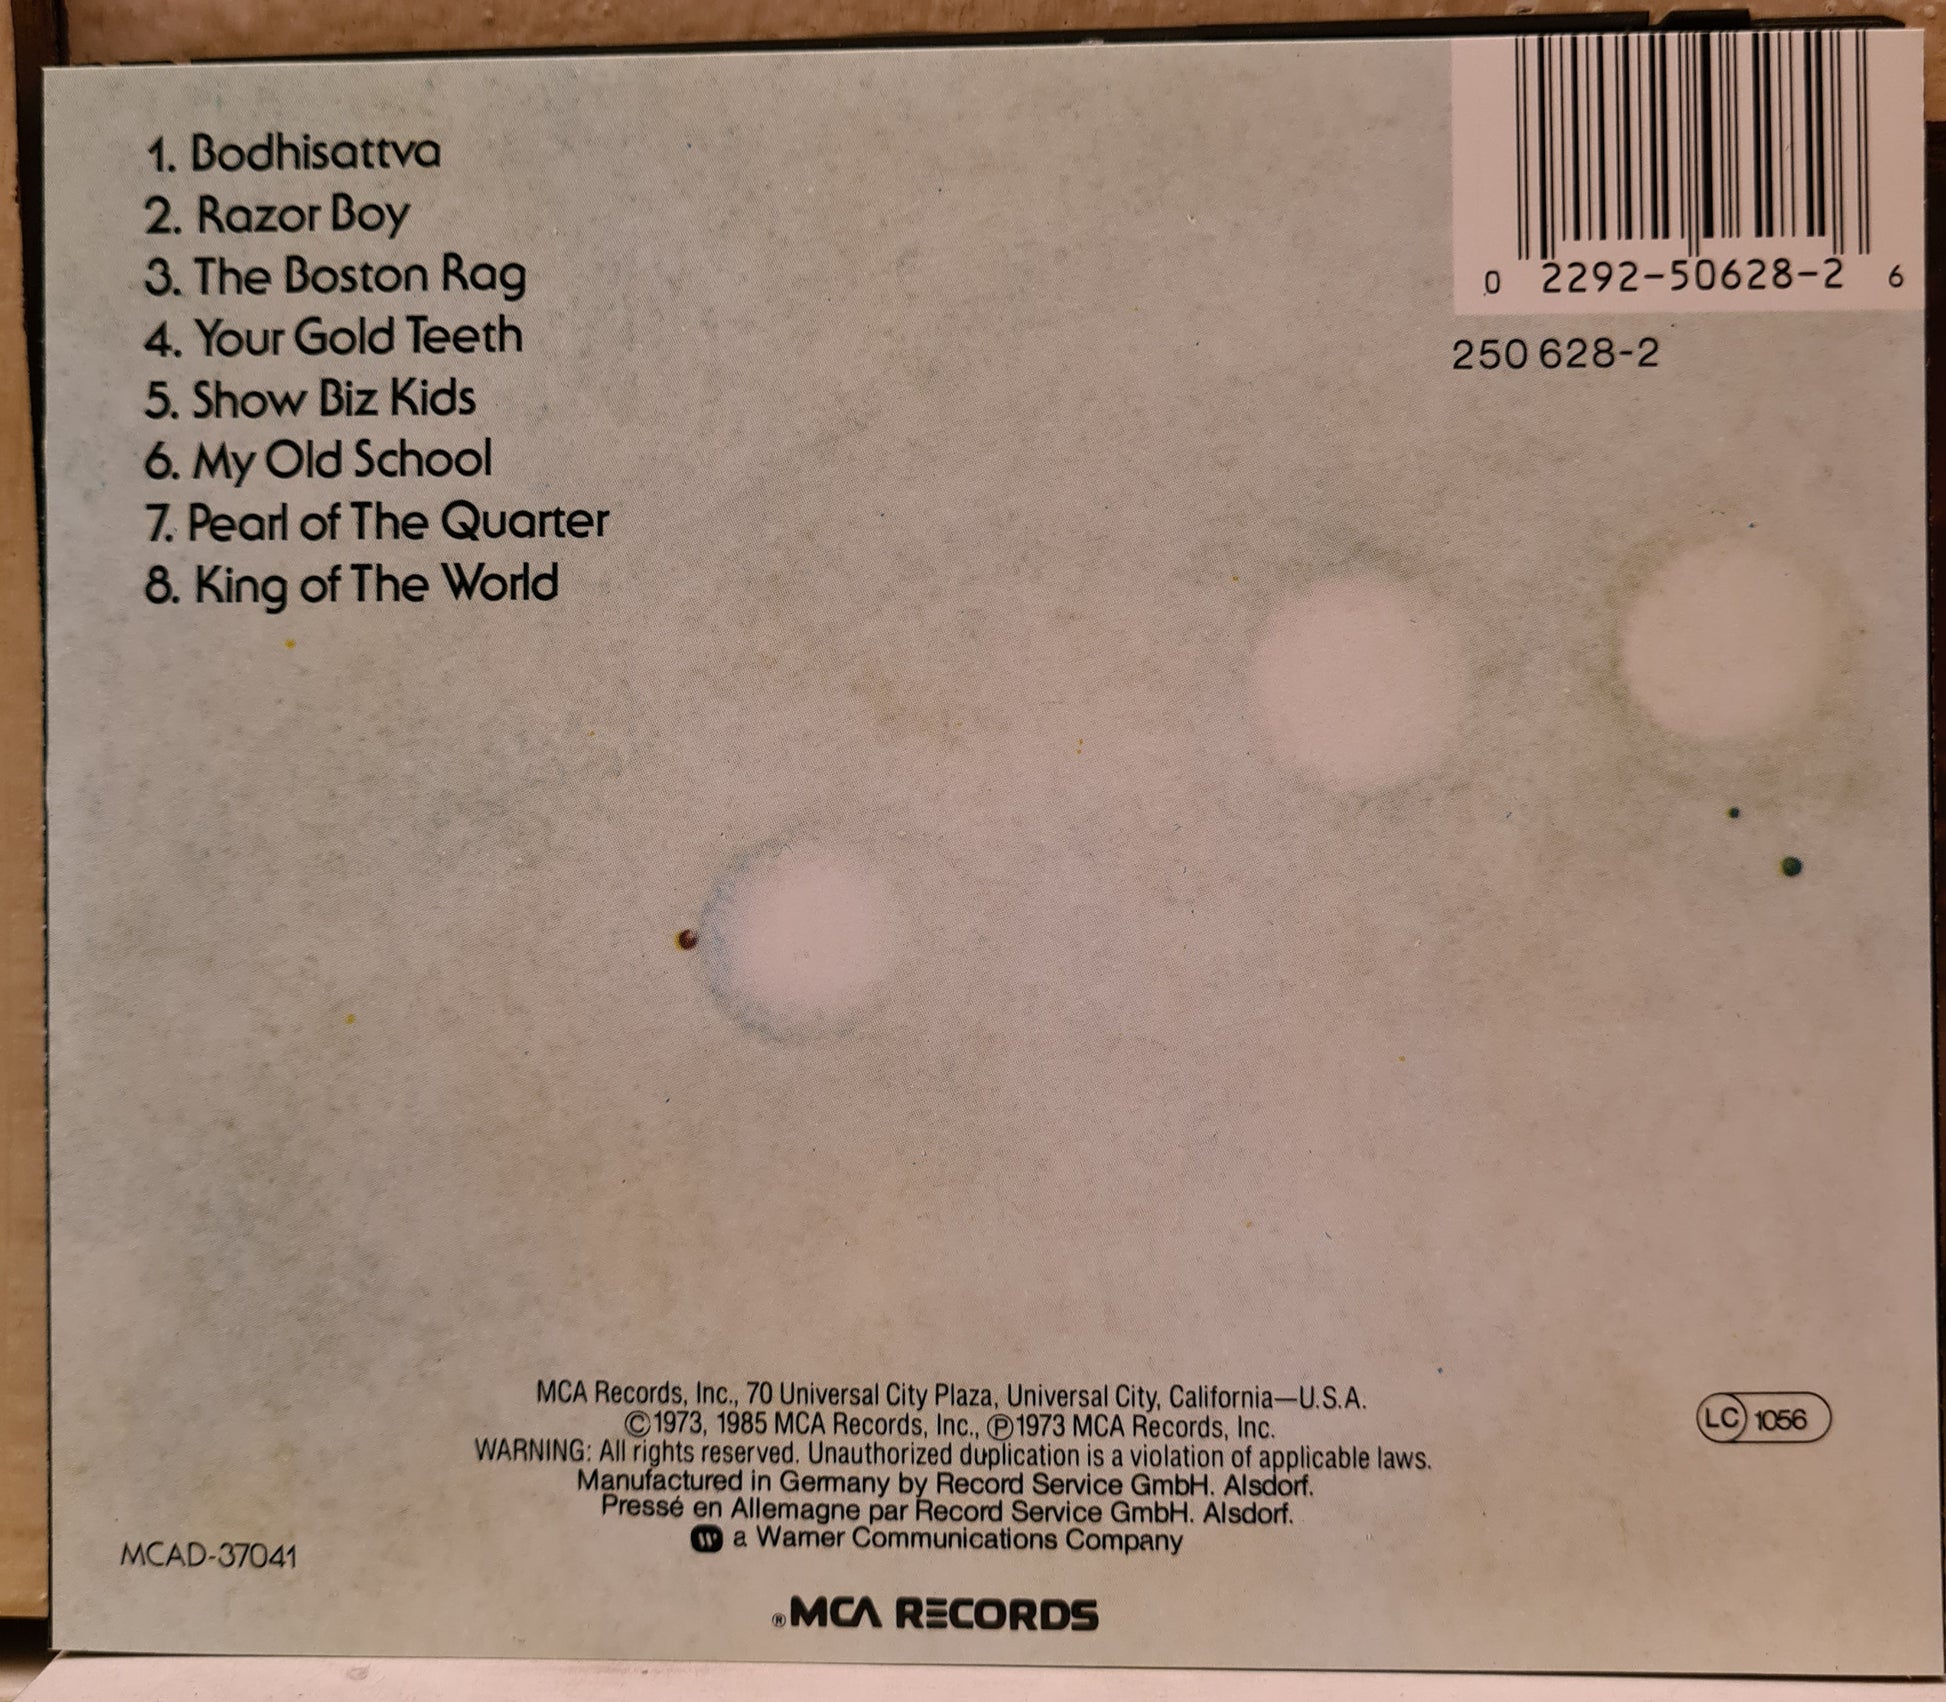 1. Bodhisattva
2. Razor Boy
3. The Boston Rag
4. Your Gold Teeth
5. Show Biz Kids
6. My Old School
7. Pearl of The Quarter
8. King of The World
0 2292-50628-2 6
250 628-2
MCA Records, Inc., 70 Universal City Plaza, Universal City, California—U.S.A.
©1973, 1985 MCA Records, Inc., ℗1973 MCA Records, Inc.
WARNING: All rights reserved. Unauthorized duplication is a violation of applicable laws.
Manufactured in Germany by Record Service GmbH. Alsdorf.
Pressé en Allemagne par Record Service GmbH. Alsdorf.
W a Warner Communications Company
LC 1056
MCAD-37041
® MCA RECORDS